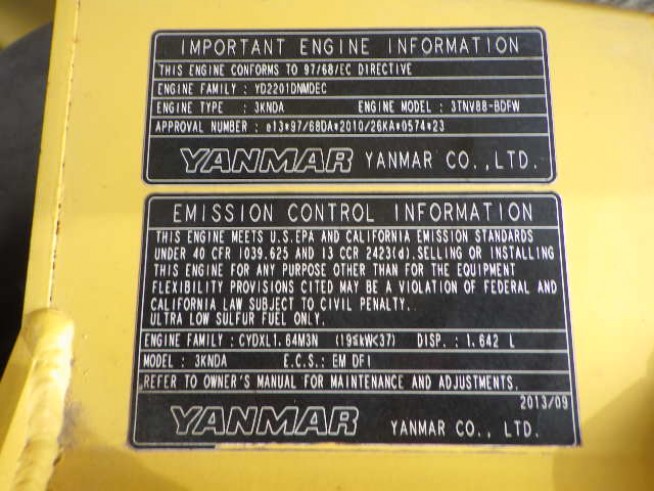 IMPORTANT ENGINE INFORMATION
THIS ENGINE CONFORMS TO 97/68/EC DIRECTIVE
ENGINE FAMILY : YD2201DNMDEC
ENGINE TYPE : 3KNDA ENGINE MODEL : 3TNV88-BDFW
APPROVAL NUMBER : e13*97/68DA*2010/26KA*0574*23
YANMAR YANMAR CO.,LTD.
EMISSION CONTROL INFORMATION
THIS ENGINE MEETS U.S.EPA AND CALIFORNIA EMISSION STANDARDS
UNDER 40 CFR 1039.625 AND 13 CCR 2423(d).SELLING OR INSTALLING
THIS ENGINE FOR ANY PURPOSE OTHER THAN FOR THE EQUIPMENT
FLEXIBILITY PROVISIONS CITED MAY BE A VIOLATION OF FEDERAL AND
CALIFORNIA LAW SUBJECT TO CIVIL PENALTY.
ULTRA LOW SULFUR FUEL ONLY.
ENGINE FAMILY : CYDXL1.64M3N (19≤kW<37) DISP. : 1.642 L
MODEL : 3KNDA E.C.S.: EM DFI
REFER TO OWNER'S MANUAL FOR MAINTENANCE AND ADJUSTMENTS.
2013/09
YANMAR YANMAR CO., LTD.